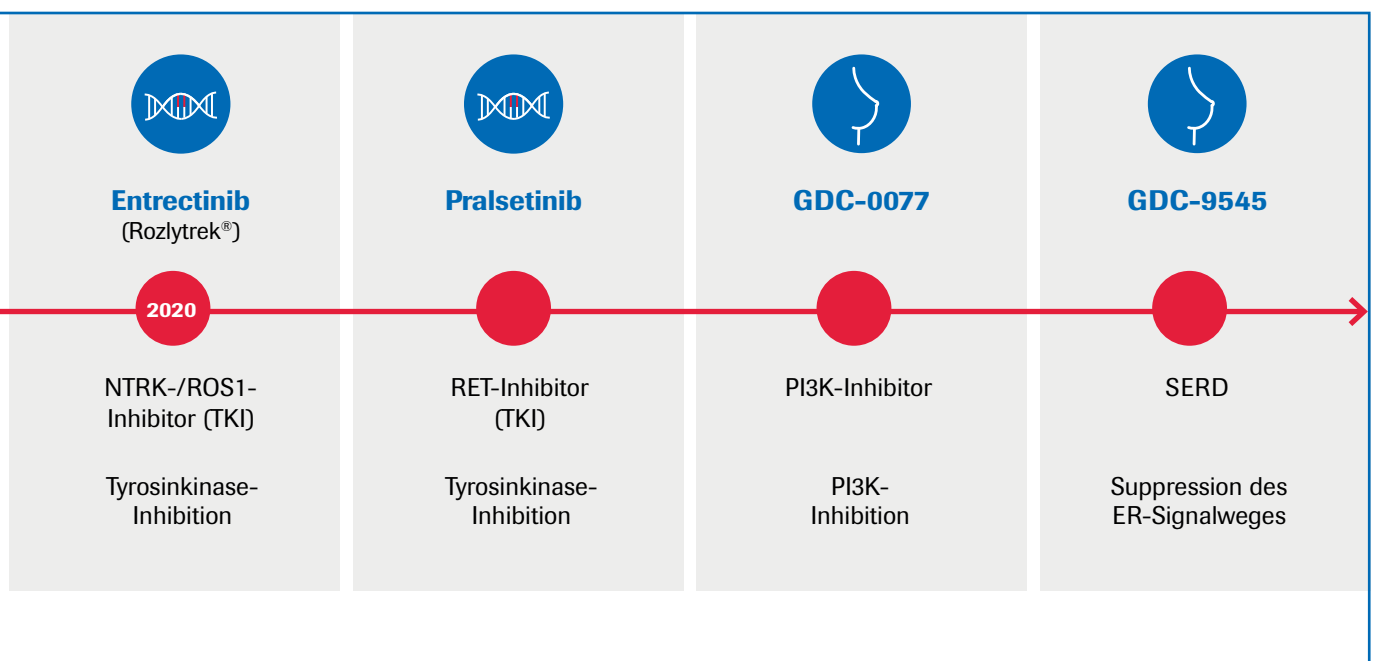 Entrectinib
(Rozlytrek®)
2020
NTRK-/ROS1-
Inhibitor (TKI)
Tyrosinkinase-
Inhibition
Pralsetinib
RET-Inhibitor
(TKI)
Tyrosinkinase-
Inhibition
GDC-0077
PI3K-Inhibitor
PI3K-
Inhibition
GDC-9545
SERD
Suppression des
ER-Signalweges